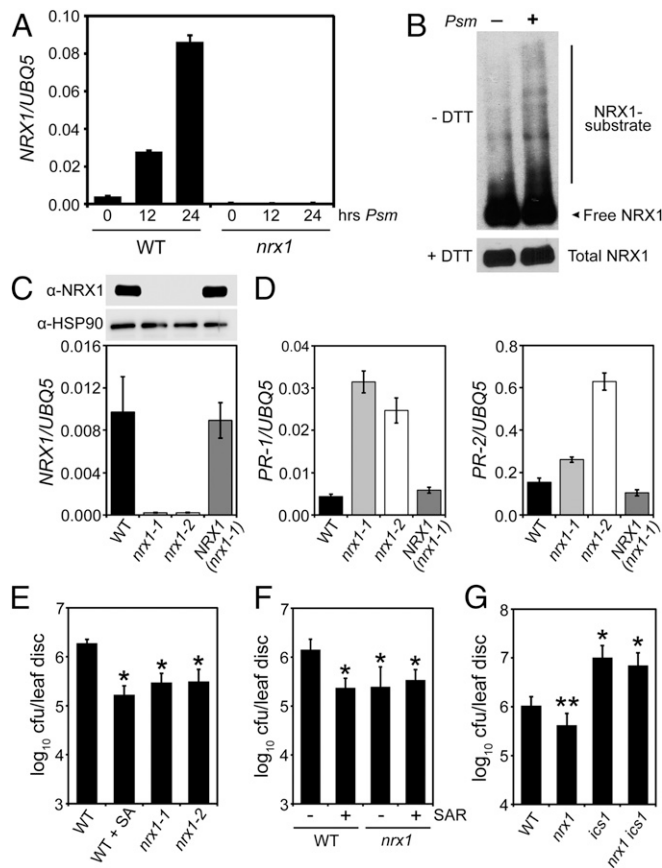 A
NRX1/UBQ5
0.10
0.08
0.06
0.04
0.02
0.00
0 12 24 0 12 24 hrs Psm
WT nrx1
B
Psm – +
- DTT
NRX1-
substrate
Free NRX1
+ DTT Total NRX1
C
α-NRX1
α-HSP90
NRX1/UBQ5
0.016
0.012
0.008
0.004
0.000
WT nrx1-1 nrx1-2 NRX1
(nrx1-1)
D
PR-1/UBQ5
0.04
0.03
0.02
0.01
0.00
WT nrx1-1 nrx1-2 NRX1
(nrx1-1)
PR-2/UBQ5
0.8
0.6
0.4
0.2
0.0
WT nrx1-1 nrx1-2 NRX1
(nrx1-1)
E
log10 cfu/leaf disc
7
6
5
4
3
* * *
WT WT + SA nrx1-1 nrx1-2
F
log10 cfu/leaf disc
7
6
5
4
3
* * *
- + - + SAR
WT nrx1
G
log10 cfu/leaf disc
8
7
6
5
4
** * *
WT nrx1 ics1 nrx1 ics1